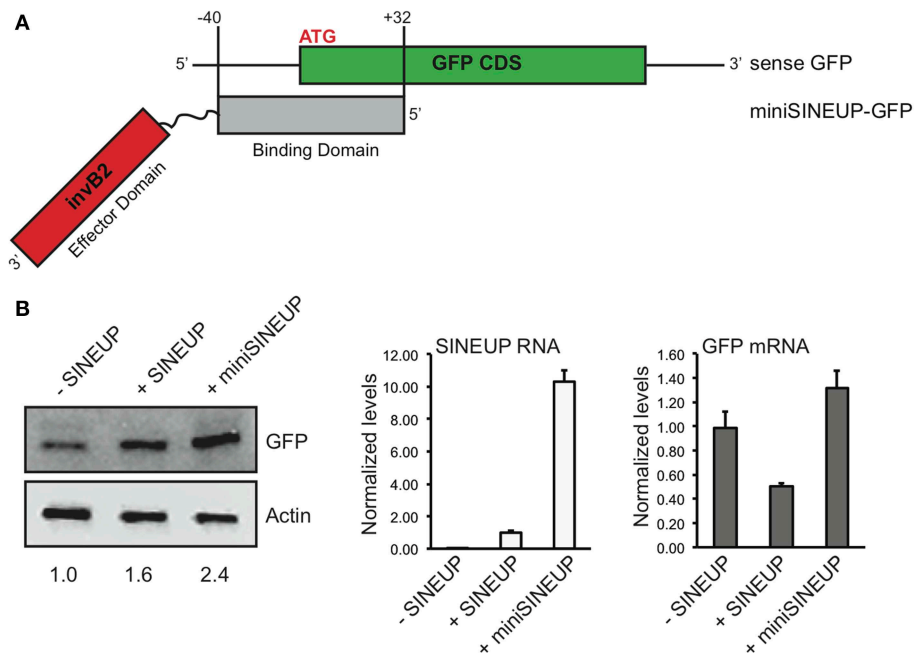 A
-40
+32
ATG
5'
GFP CDS
3'
sense GFP
5'
miniSINEUP-GFP
Binding Domain
invB2
Effector Domain
3'
B
- SINEUP
+ SINEUP
+ miniSINEUP
GFP
Actin
1.0
1.6
2.4
SINEUP RNA
Normalized levels
12.00
10.00
8.00
6.00
4.00
2.00
0.00
- SINEUP
+ SINEUP
+ miniSINEUP
GFP mRNA
Normalized levels
1.60
1.40
1.20
1.00
0.80
0.60
0.40
0.20
0.00
- SINEUP
+ SINEUP
+ miniSINEUP